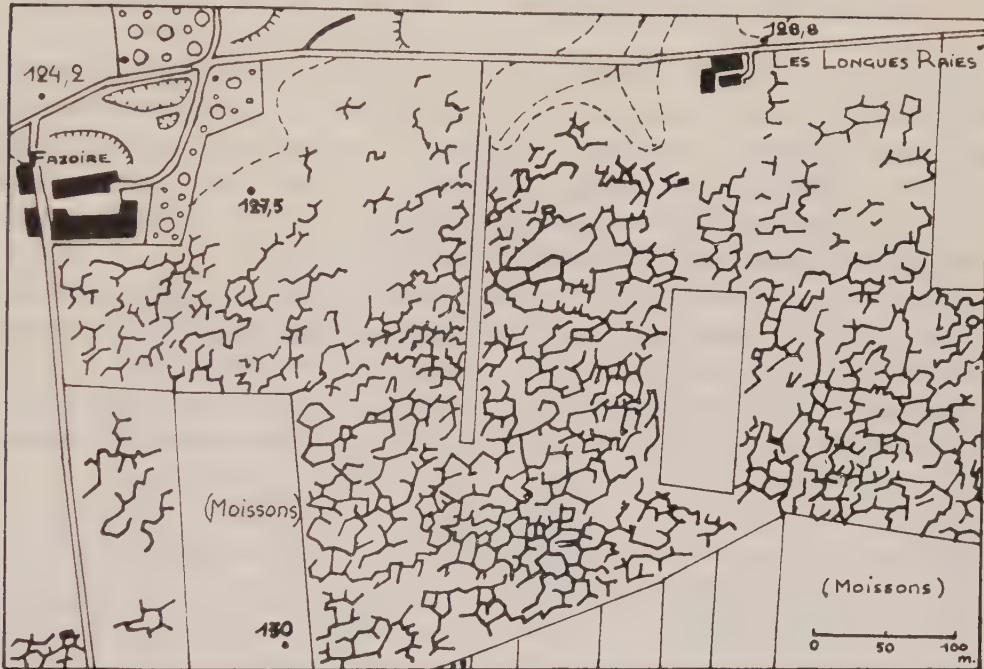 128,8
LES LONGUES RAIES
124,2
FAZOIRE
127,5
(Moissons)
(Moissons)
130
0 50 100
m.